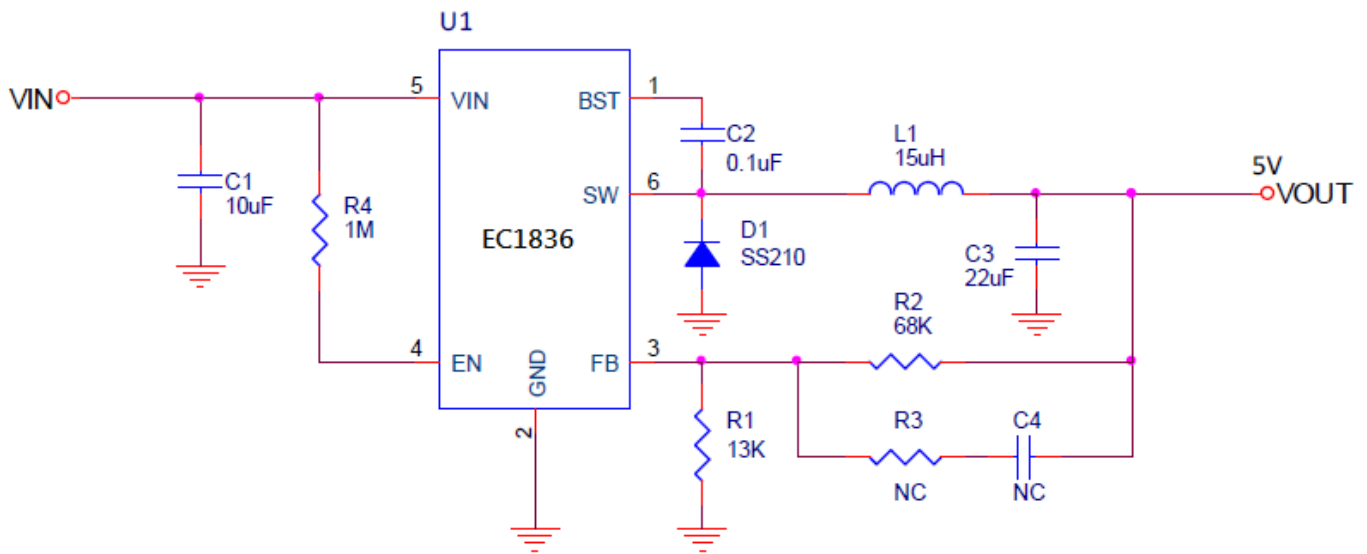 U1
VIN
5
VIN
BST
1
C2
0.1uF
L1
15uH
5V
VOUT
C1
10uF
R4
1M
SW
6
EC1836
D1
SS210
C3
22uF
R2
68K
4
EN
GND
2
FB
3
R1
13K
R3
NC
C4
NC